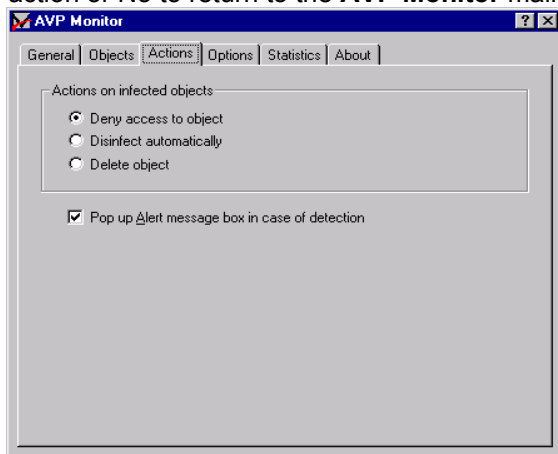 action or No to return to the AVP Monitor main
AVP Monitor
General Objects Actions Options Statistics About
Actions on infected objects
Deny access to object
Disinfect automatically
Delete object
Pop up Alert message box in case of detection